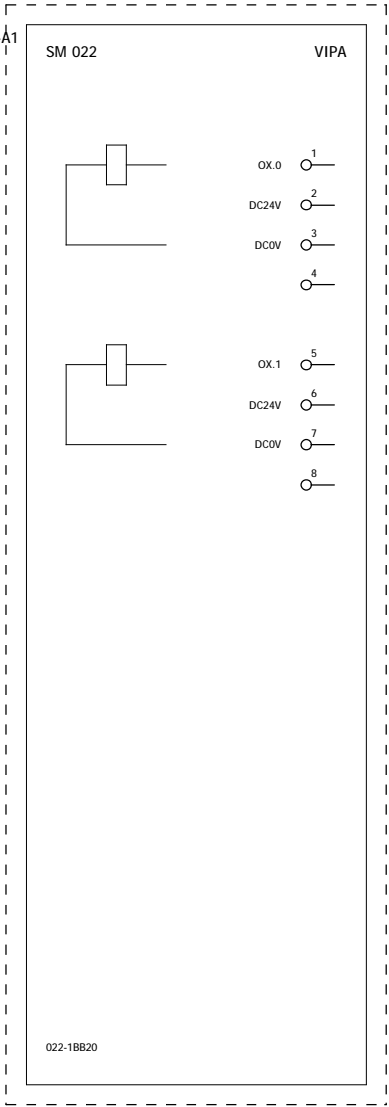 A1
SM 022 VIPA
1
OX.0
2
DC24V
3
DC0V
4
5
OX.1
6
DC24V
7
DC0V
8
022-1BB20